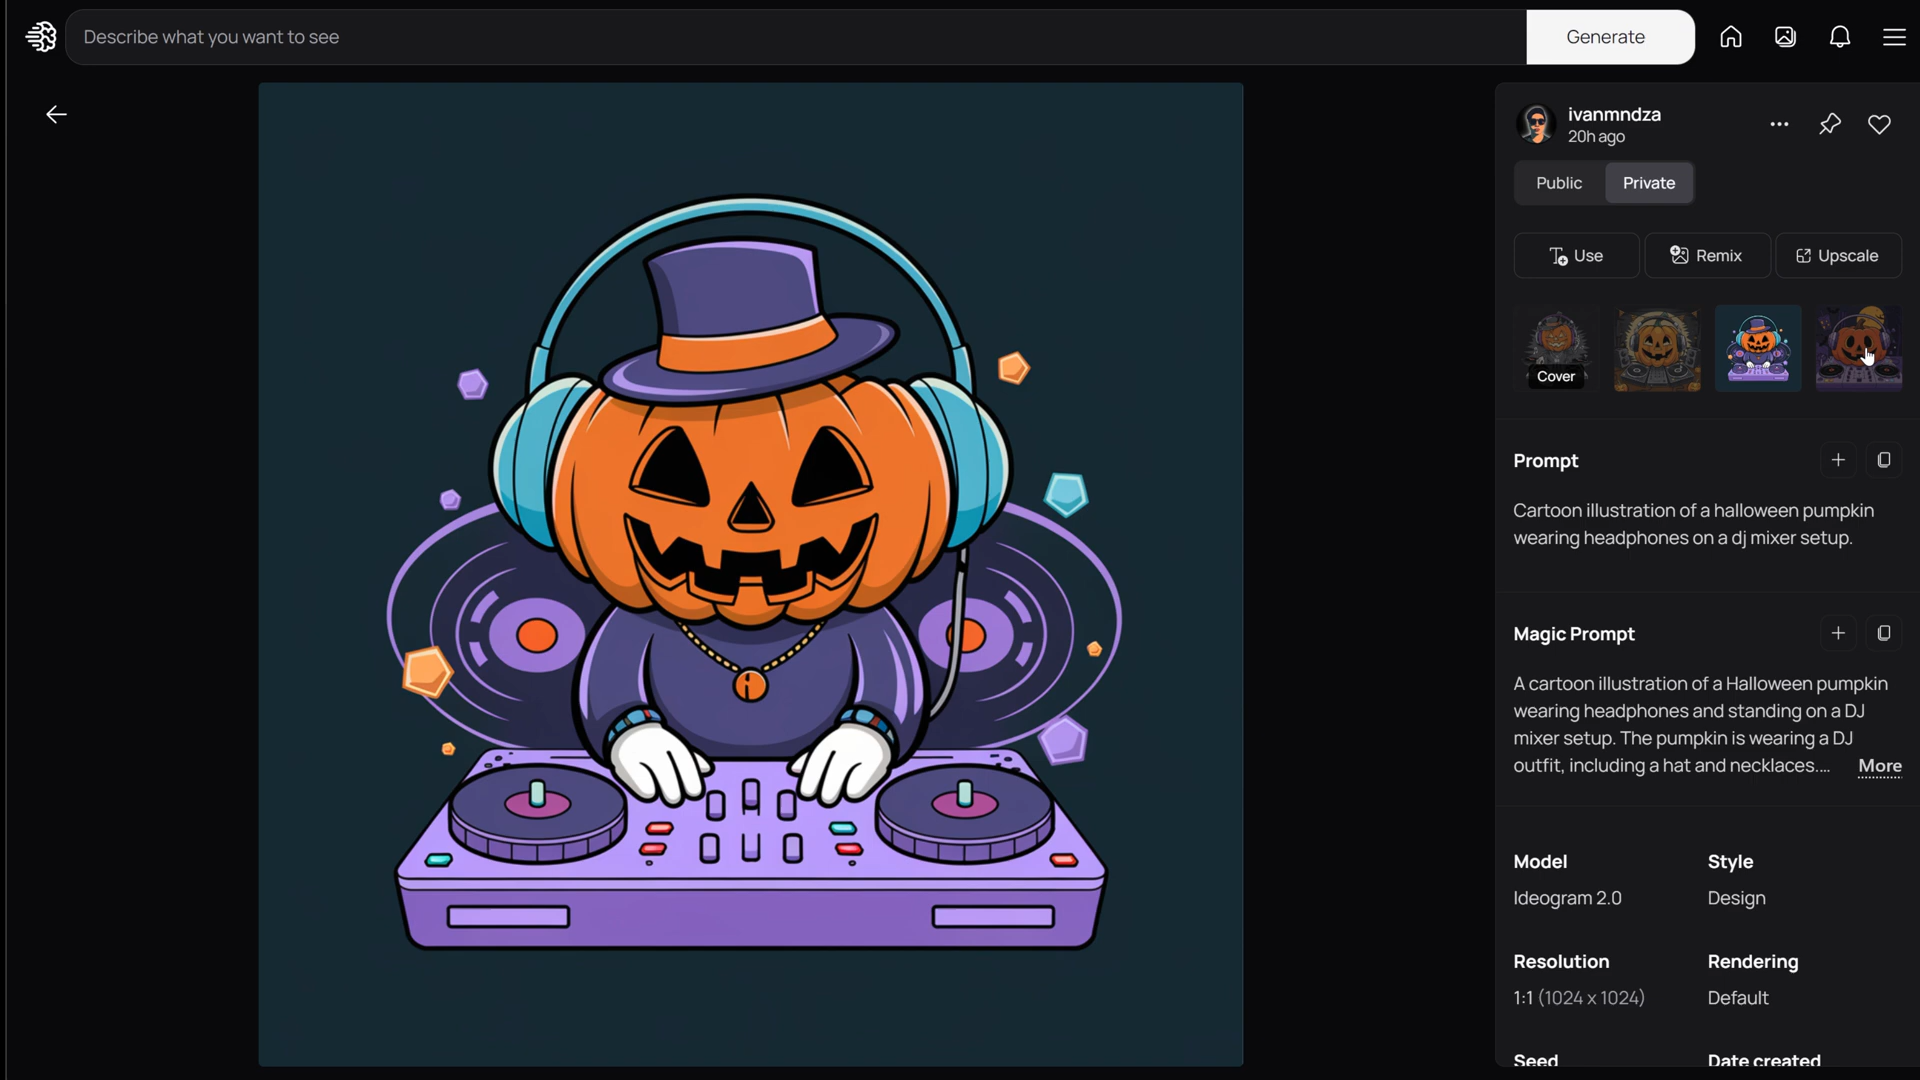 Describe what you want to see
Generate
ivanmndza
20h ago
Public
Private
Use
Remix
Upscale
Cover
Prompt
Cartoon illustration of a halloween pumpkin
wearing headphones on a dj mixer setup.
Magic Prompt
A cartoon illustration of a Halloween pumpkin
wearing headphones and standing on a DJ
mixer setup. The pumpkin is wearing a DJ
outfit, including a hat and necklaces....
More
Model
Style
Ideogram 2.0
Design
Resolution
Rendering
1:1 (1024 x 1024)
Default
Seed
Date created